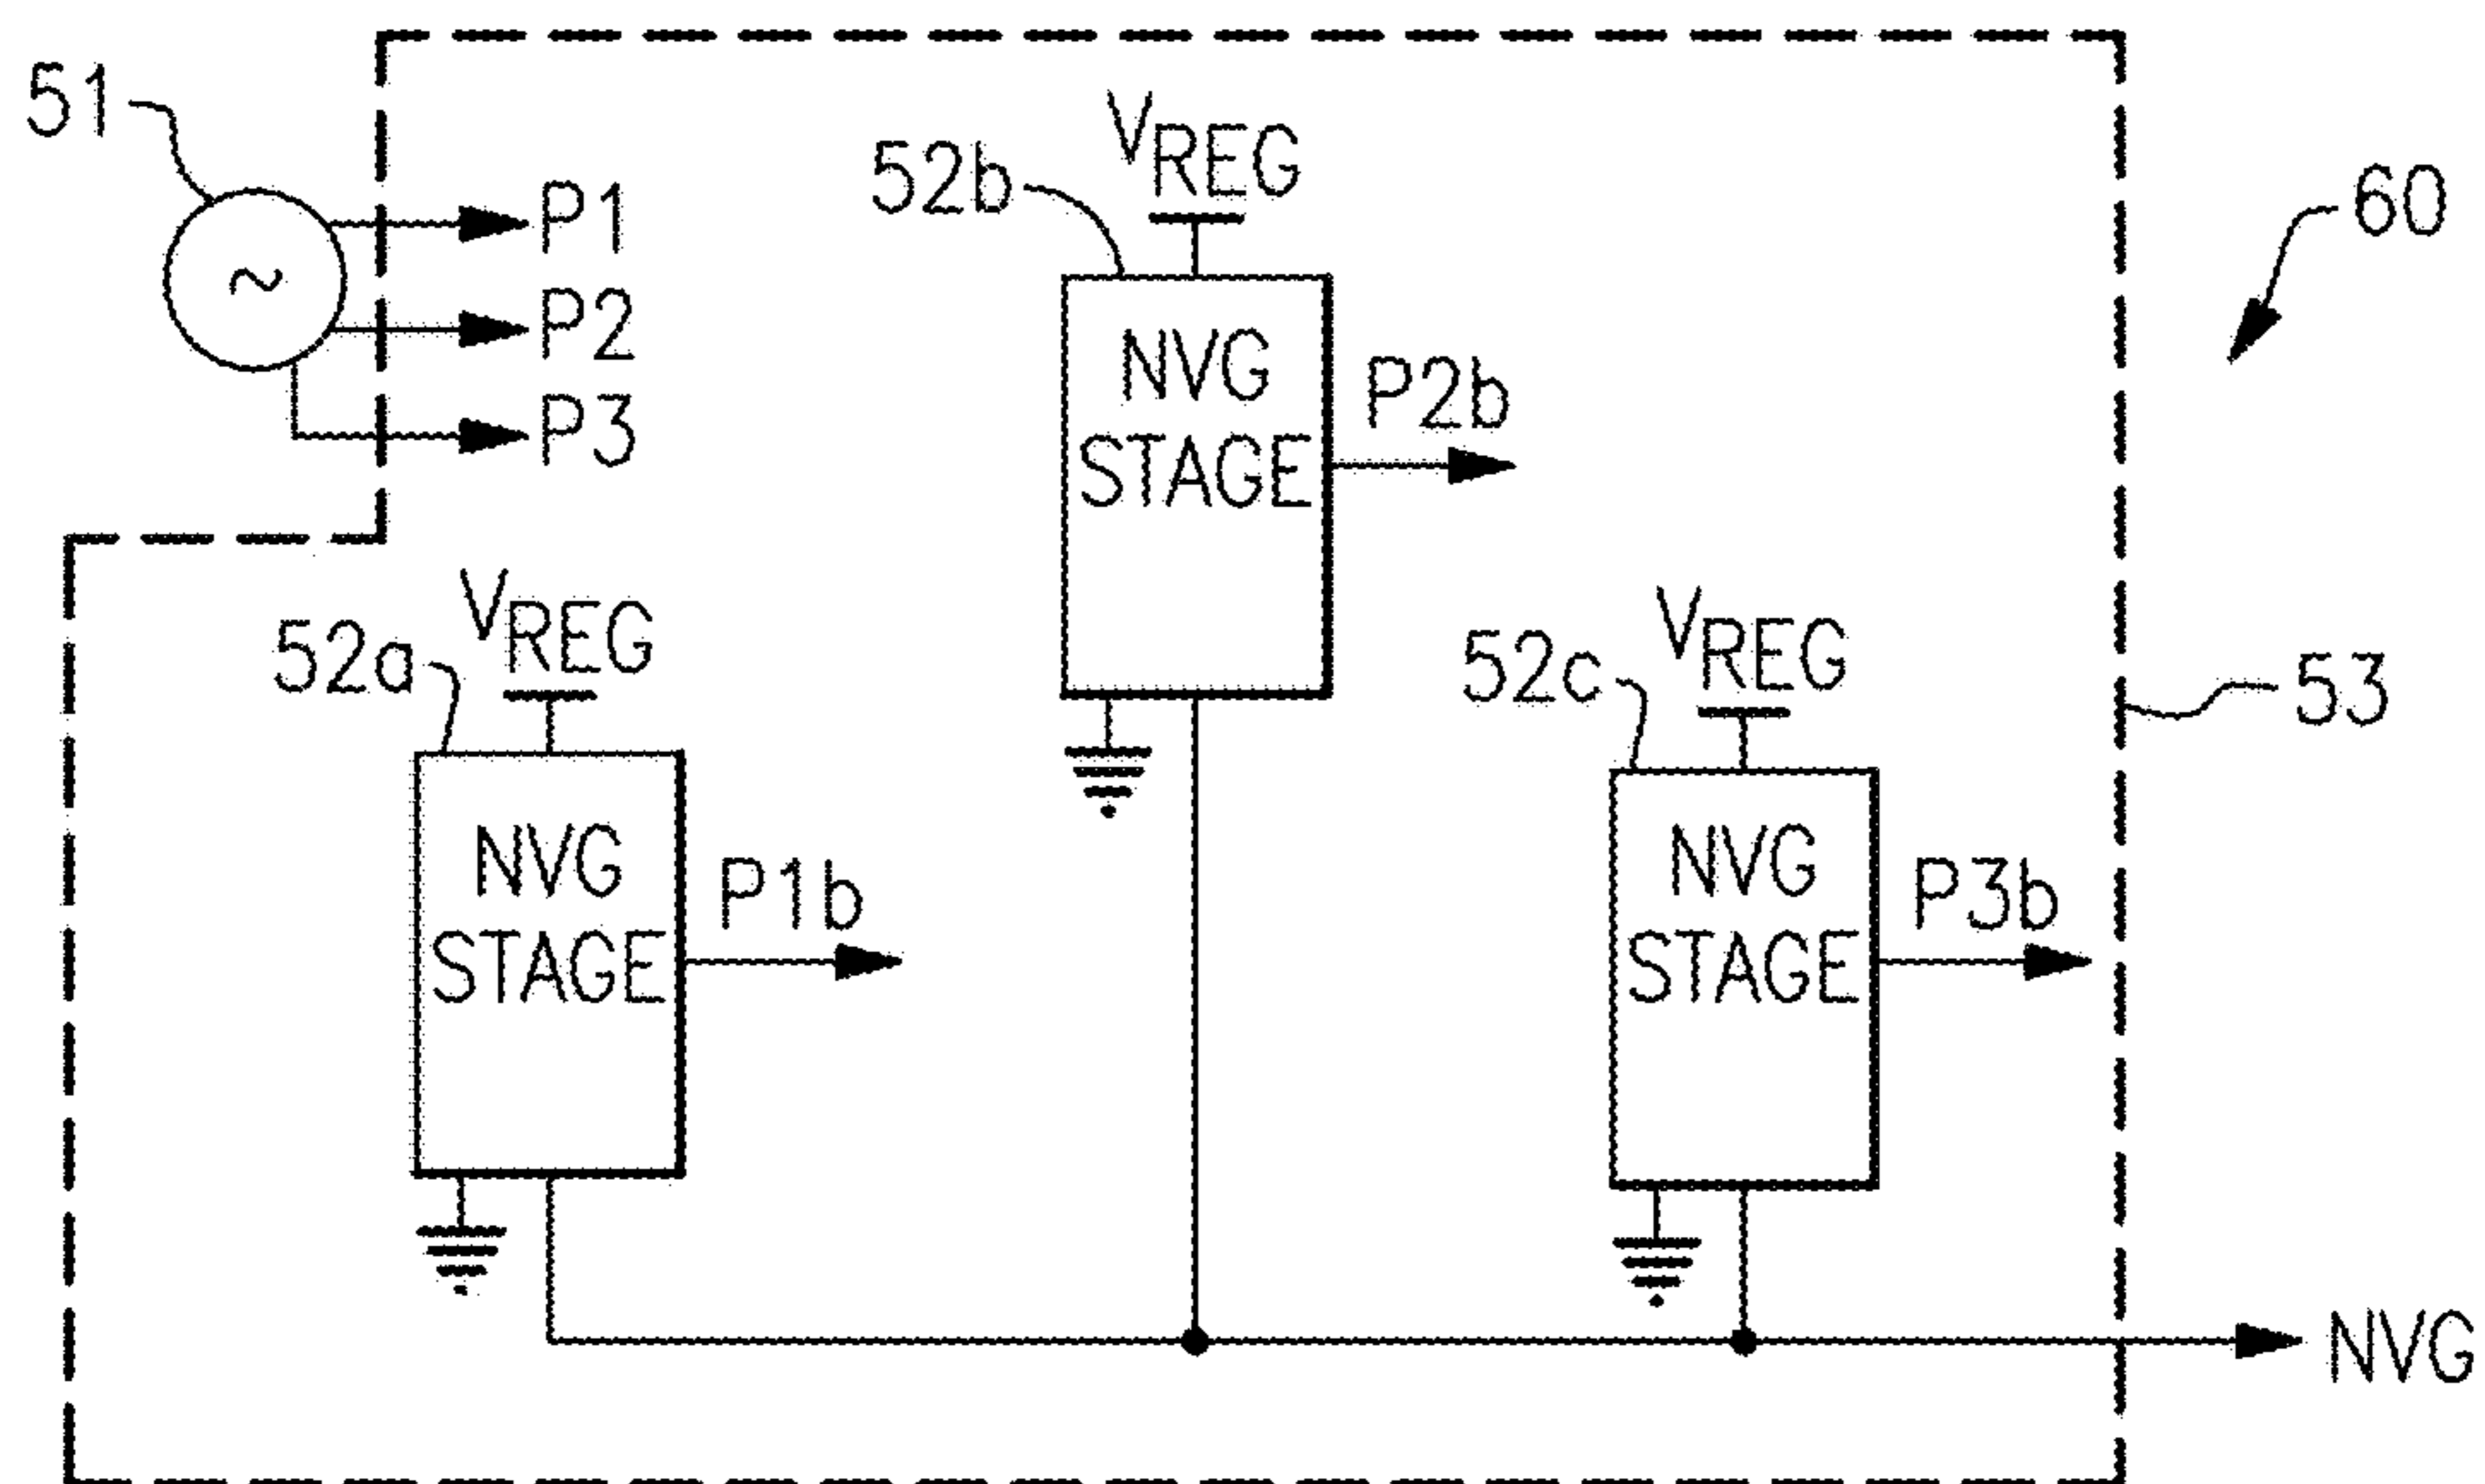 51
P1
P2
P3
52b
VREG
60
NVG
STAGE
P2b
52a
VREG
52c
VREG
53
NVG
STAGE
P1b
NVG
STAGE
P3b
NVG
~